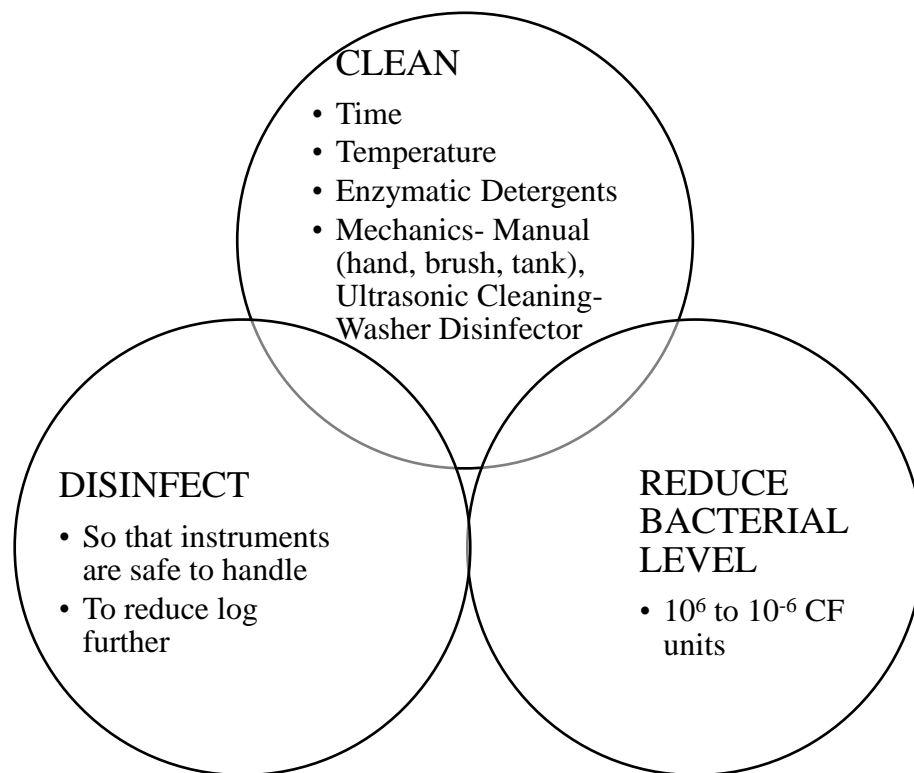 CLEAN
• Time
• Temperature
• Enzymatic Detergents
• Mechanics- Manual
(hand, brush, tank),
Ultrasonic Cleaning-
Washer Disinfector
DISINFECT
• So that instruments
are safe to handle
• To reduce log
further
REDUCE
BACTERIAL
LEVEL
• 10⁶ to 10⁻⁶ CF
units